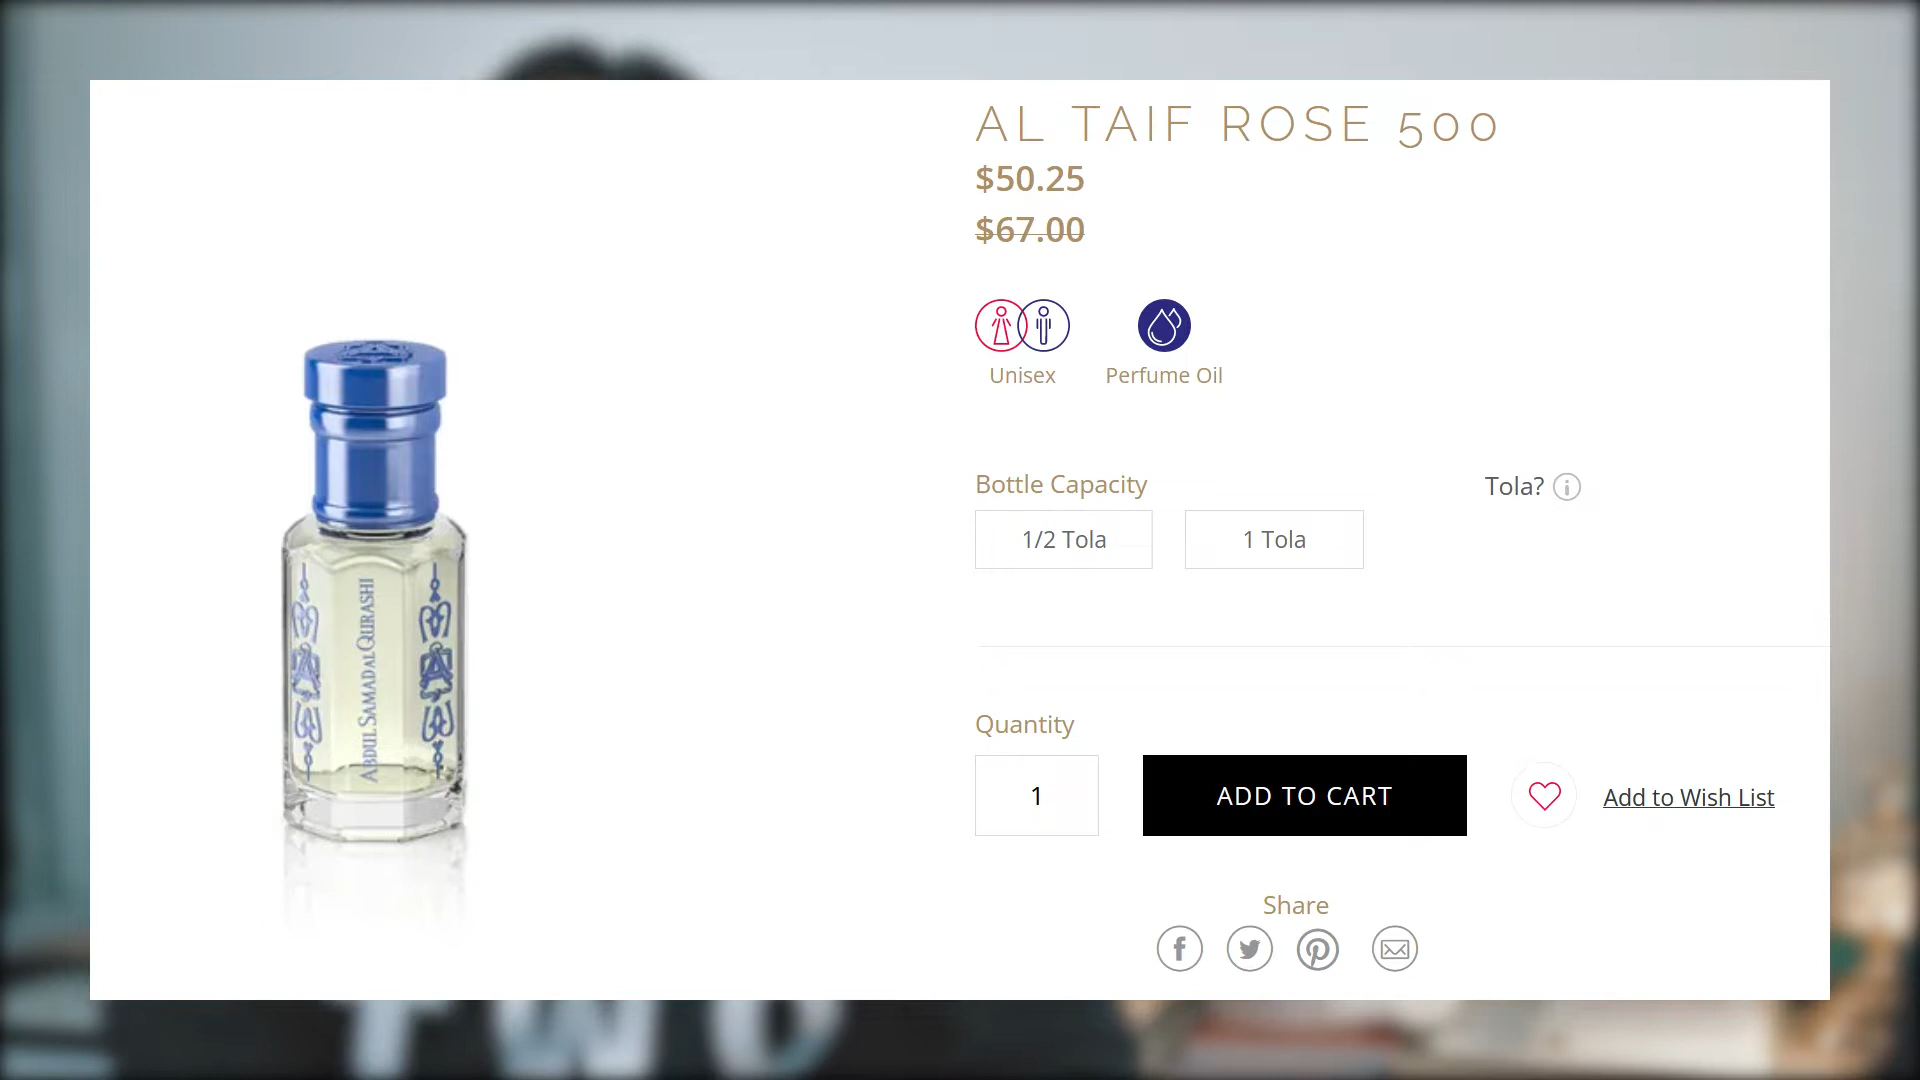 AL TAIF ROSE 500
$50.25
$67.00
Unisex
Perfume Oil
Bottle Capacity
Tola?
1/2 Tola
1 Tola
Quantity
1
ADD TO CART
Add to Wish List
Share
ABDUL SAMAD AL QURASHI
TWO